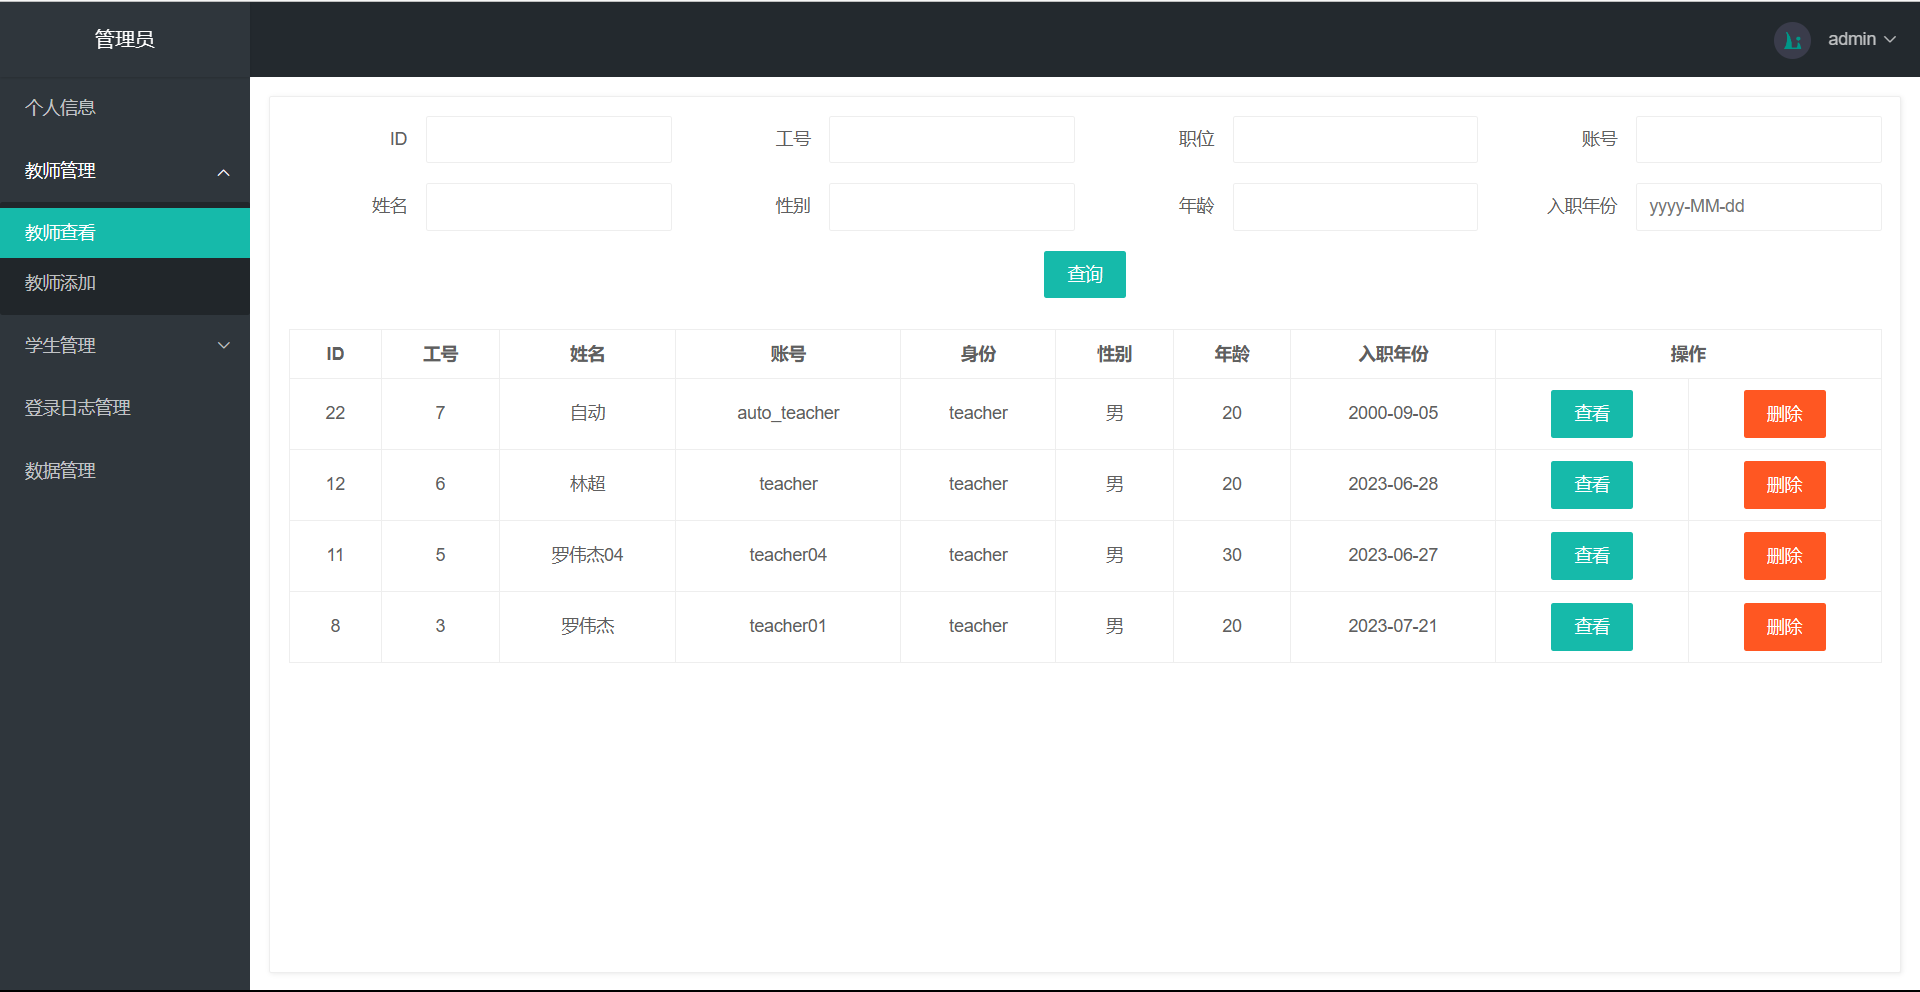 管理员
admin
个人信息
教师管理
教师查看
教师添加
学生管理
登录日志管理
数据管理
ID 工号 职位 账号
姓名 性别 年龄 入职年份 yyyy-MM-dd
查询
ID 工号 姓名 账号 身份 性别 年龄 入职年份 操作
22 7 自动 auto_teacher teacher 男 20 2000-09-05 查看 删除
12 6 林超 teacher teacher 男 20 2023-06-28 查看 删除
11 5 罗伟杰04 teacher04 teacher 男 30 2023-06-27 查看 删除
8 3 罗伟杰 teacher01 teacher 男 20 2023-07-21 查看 删除